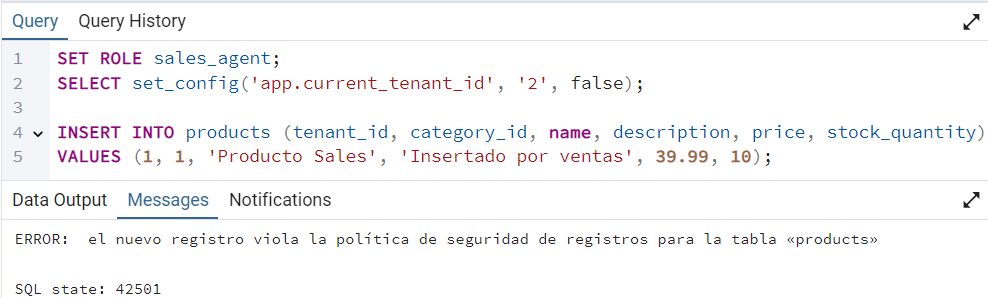 Query Query History
1 SET ROLE sales_agent;
2 SELECT set_config('app.current_tenant_id', '2', false);
3
4 INSERT INTO products (tenant_id, category_id, name, description, price, stock_quantity)
5 VALUES (1, 1, 'Producto Sales', 'Insertado por ventas', 39.99, 10);
Data Output Messages Notifications
ERROR:  el nuevo registro viola la política de seguridad de registros para la tabla «products»
SQL state: 42501